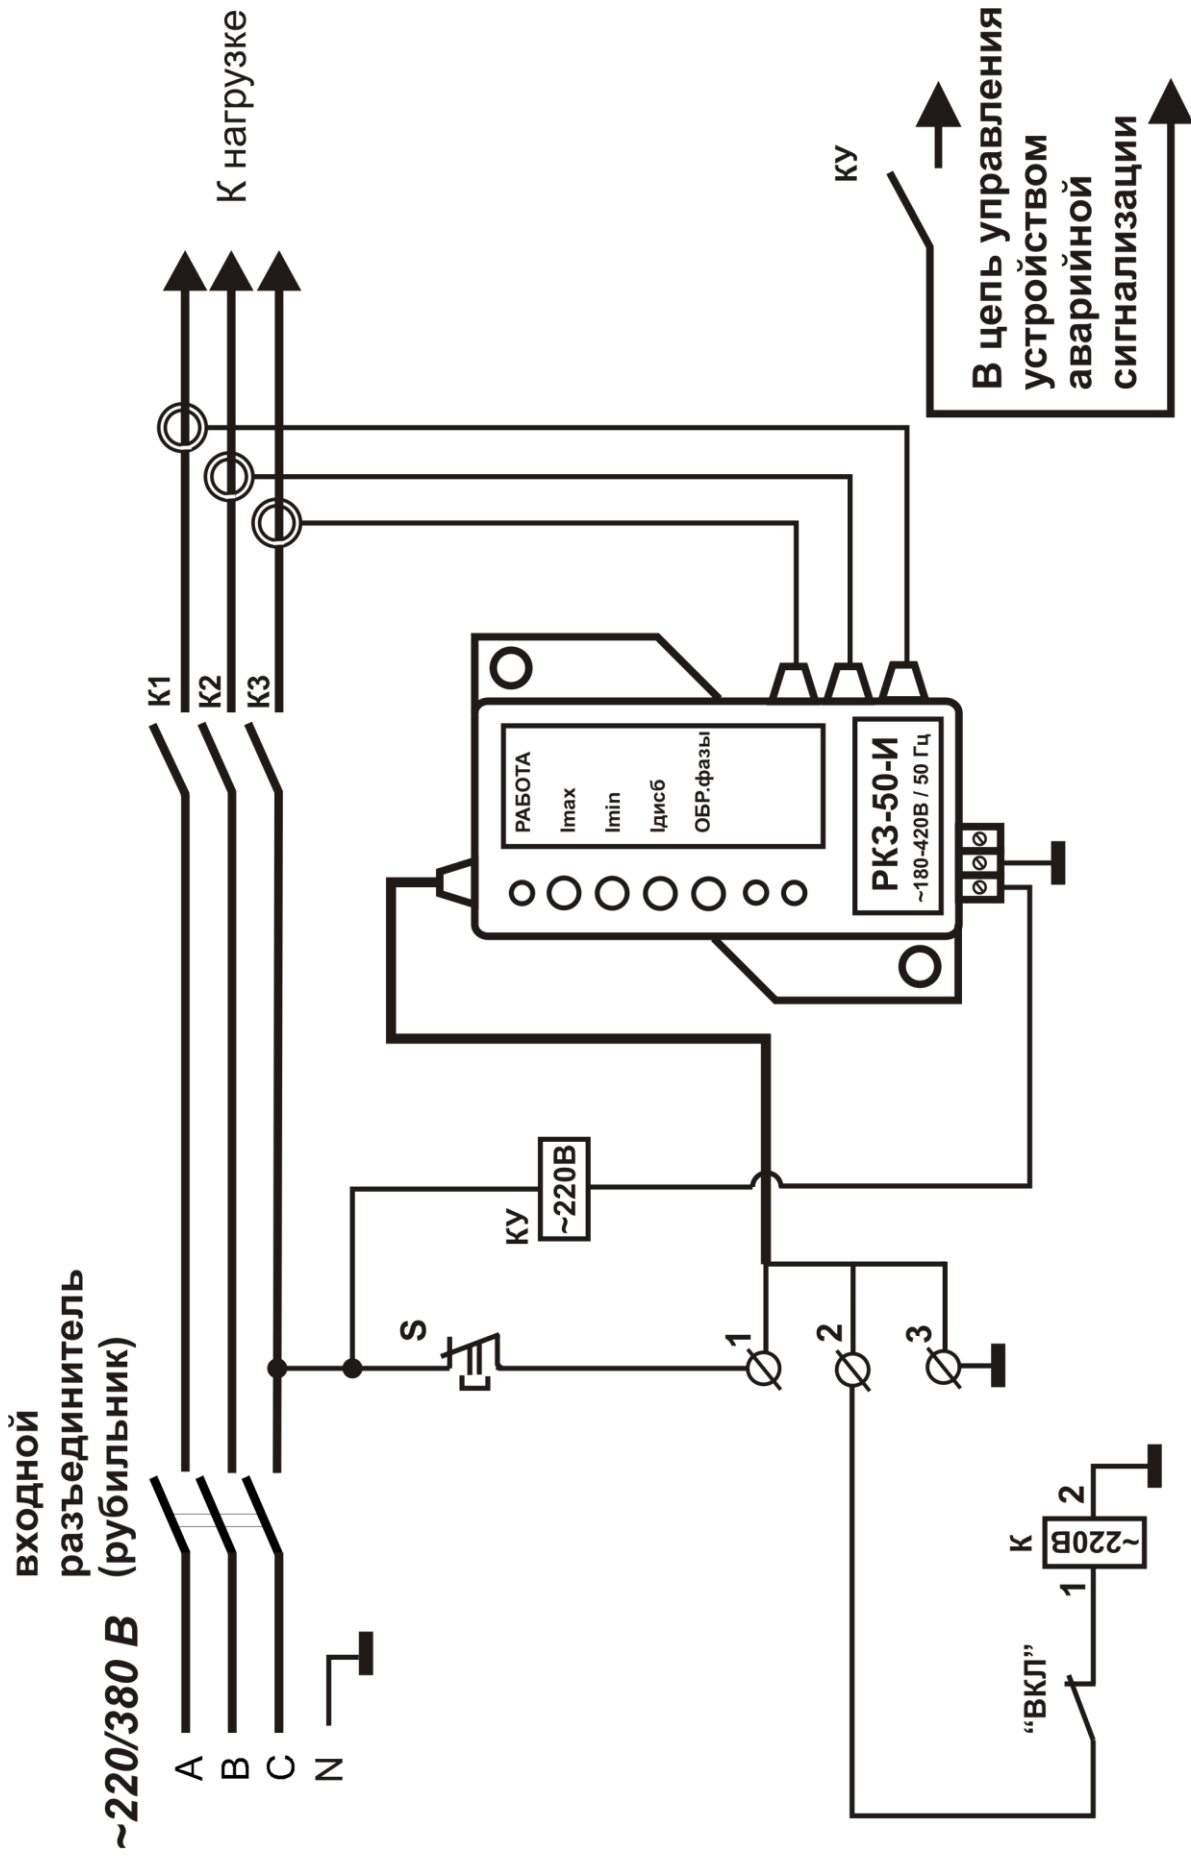 входной
разъединитель
(рубильник)
~220/380 В
А
В
С
N
К1
К2
К3
К нагрузке
S
КУ
~220В
РАБОТА
Imax
Imin
Iдисб
ОБР.фазы
РКЗ-50-И
~180-420В / 50 Гц
1
2
3
“ВКЛ”
К
1
~220В
2
КУ
В цепь управления
устройством
аварийной
сигнализации